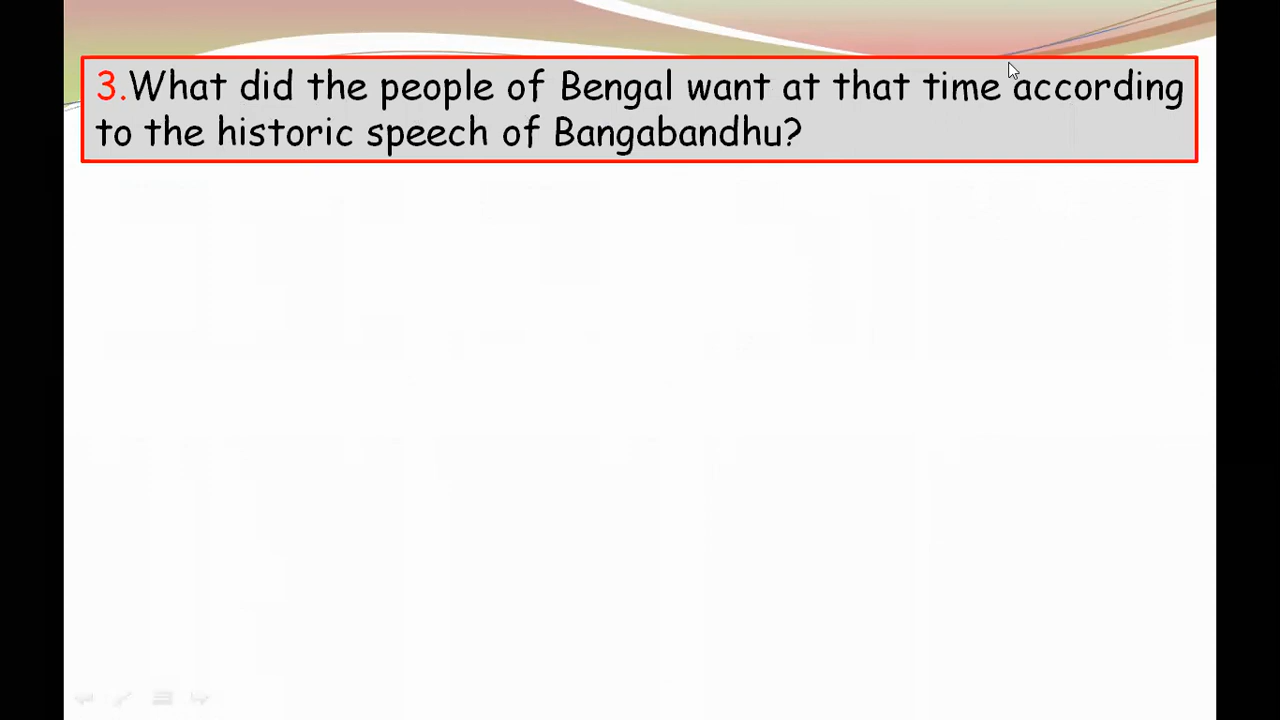 3.What did the people of Bengal want at that time according
to the historic speech of Bangabandhu?